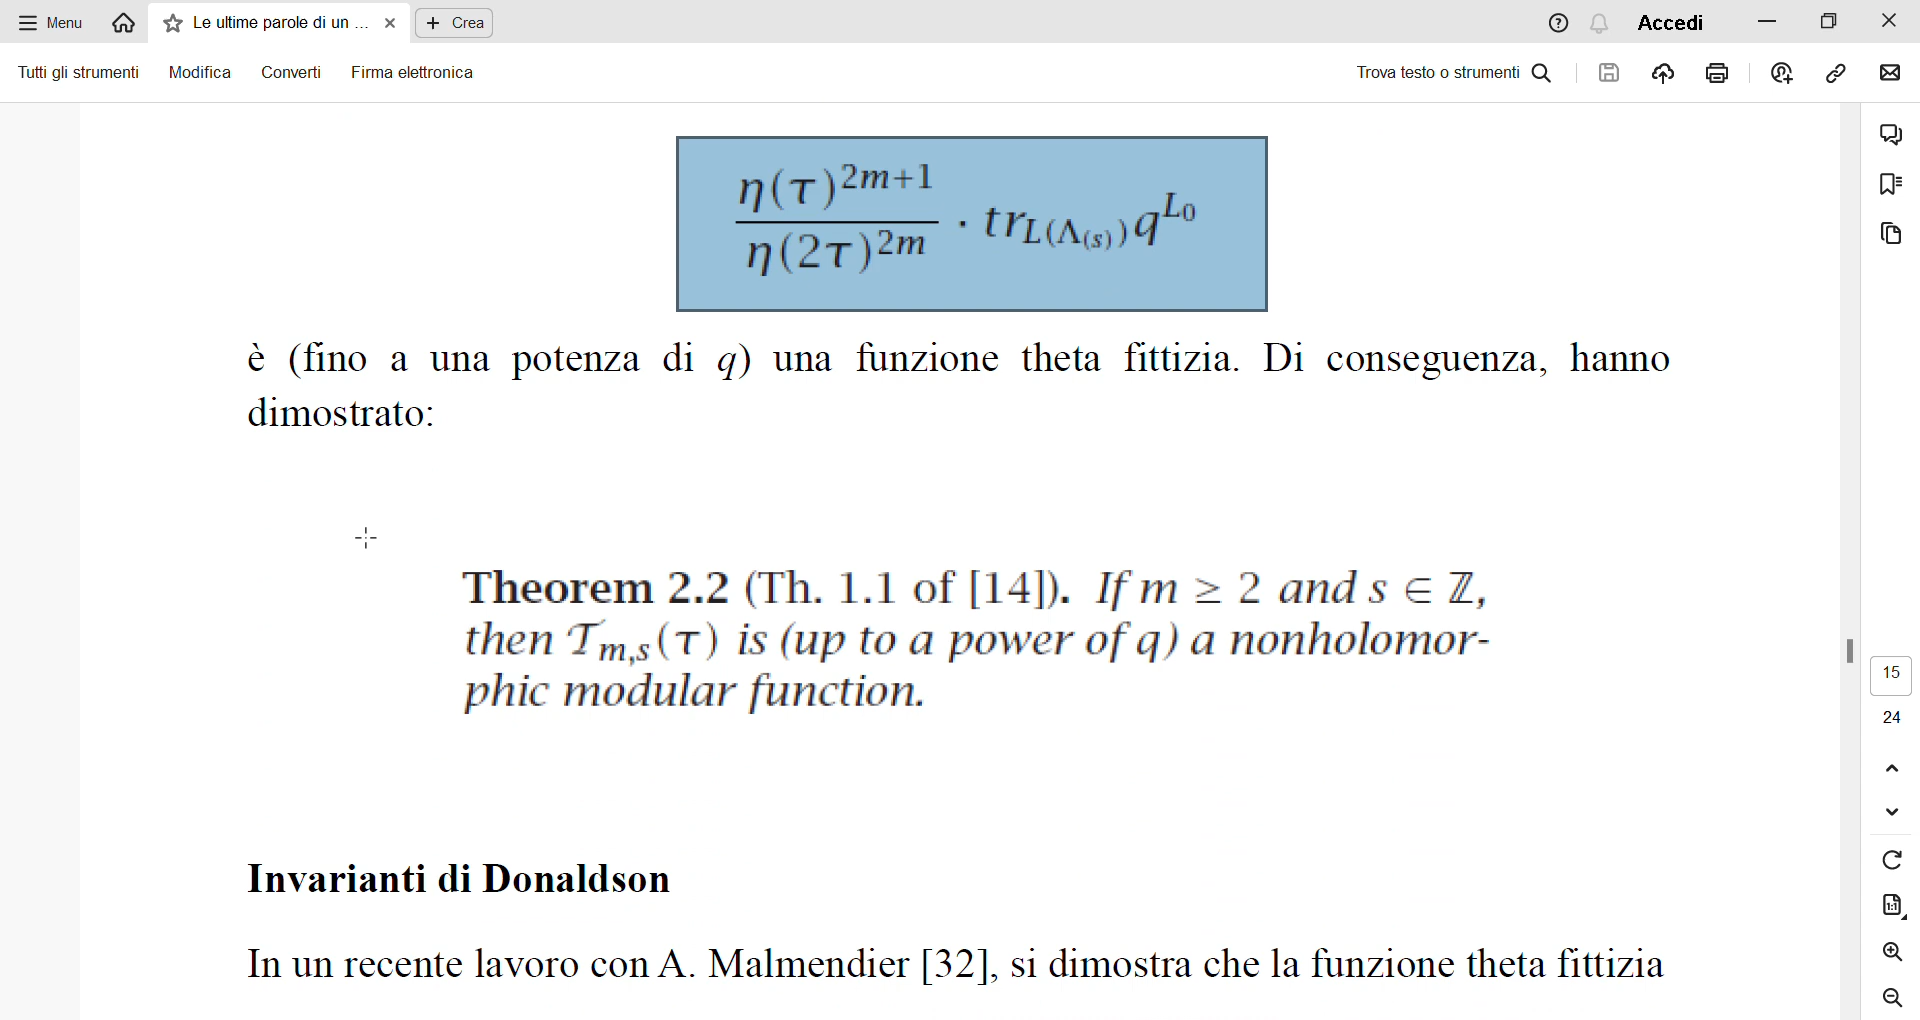 Menu
Le ultime parole di un ...
Crea
Accedi
Tutti gli strumenti Modifica Converti Firma elettronica
Trova testo o strumenti
η(τ)^{2m+1} / η(2τ)^{2m} · tr_{L(Λ_{(s)})} q^{L_0}
è (fino a una potenza di q) una funzione theta fittizia. Di conseguenza, hanno
dimostrato:
Theorem 2.2 (Th. 1.1 of [14]). If m ≥ 2 and s ∈ ℤ,
then 𝒯_{m,s}(τ) is (up to a power of q) a nonholomor-
phic modular function.
15
24
Invarianti di Donaldson
In un recente lavoro con A. Malmendier [32], si dimostra che la funzione theta fittizia